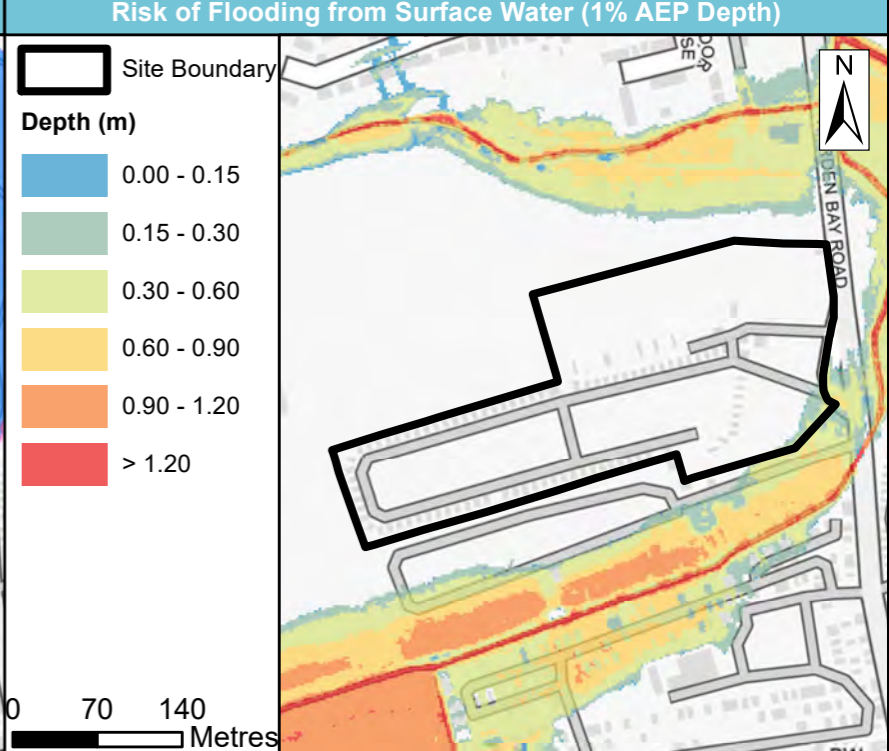 Risk of Flooding from Surface Water (1% AEP Depth)
Site Boundary
Depth (m)
0.00 - 0.15
0.15 - 0.30
0.30 - 0.60
0.60 - 0.90
0.90 - 1.20
> 1.20
0 70 140
Metres
N
RDEN BAY ROAD